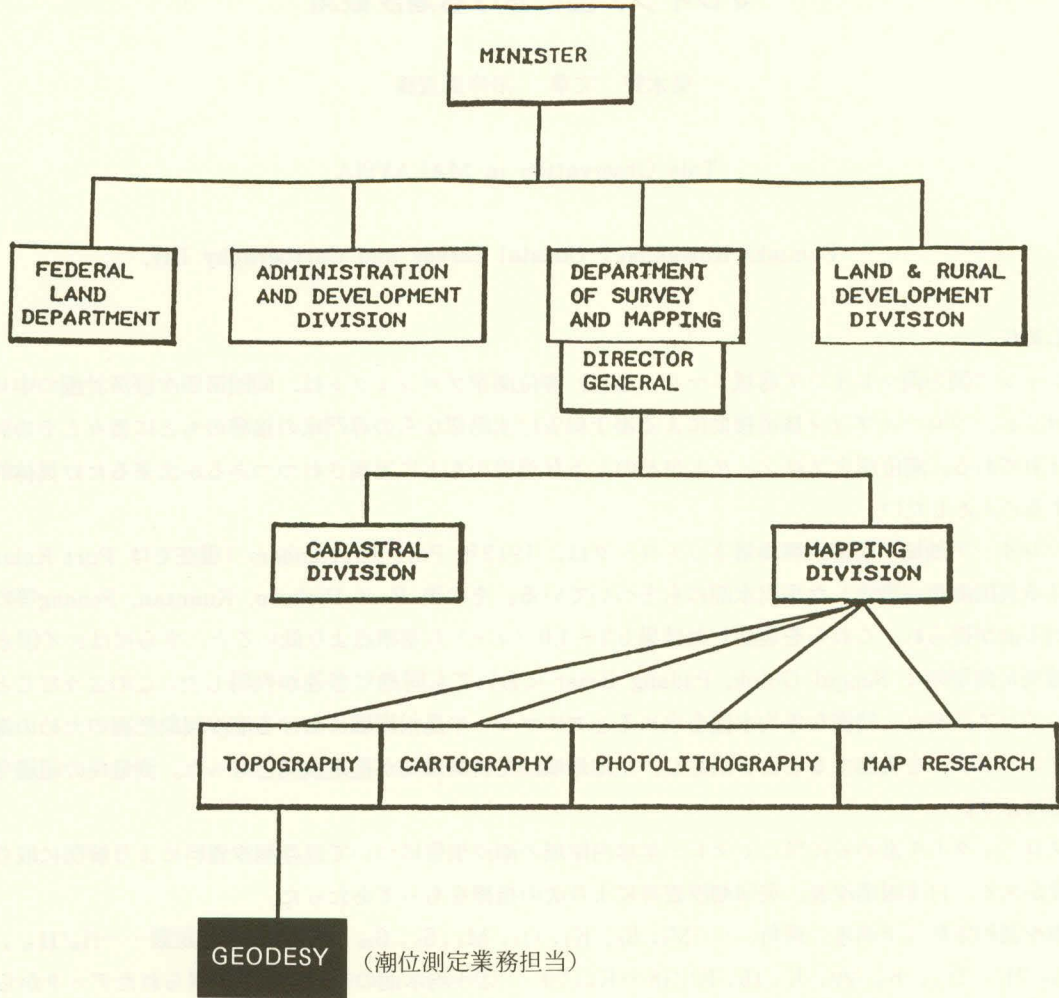 MINISTER
FEDERAL
LAND
DEPARTMENT
ADMINISTRATION
AND DEVELOPMENT
DIVISION
DEPARTMENT
OF SURVEY
AND MAPPING
LAND & RURAL
DEVELOPMENT
DIVISION
DIRECTOR
GENERAL
CADASTRAL
DIVISION
MAPPING
DIVISION
TOPOGRAPHY
CARTOGRAPHY
PHOTOLITHOGRAPHY
MAP RESEARCH
GEODESY (潮位測定業務担当)